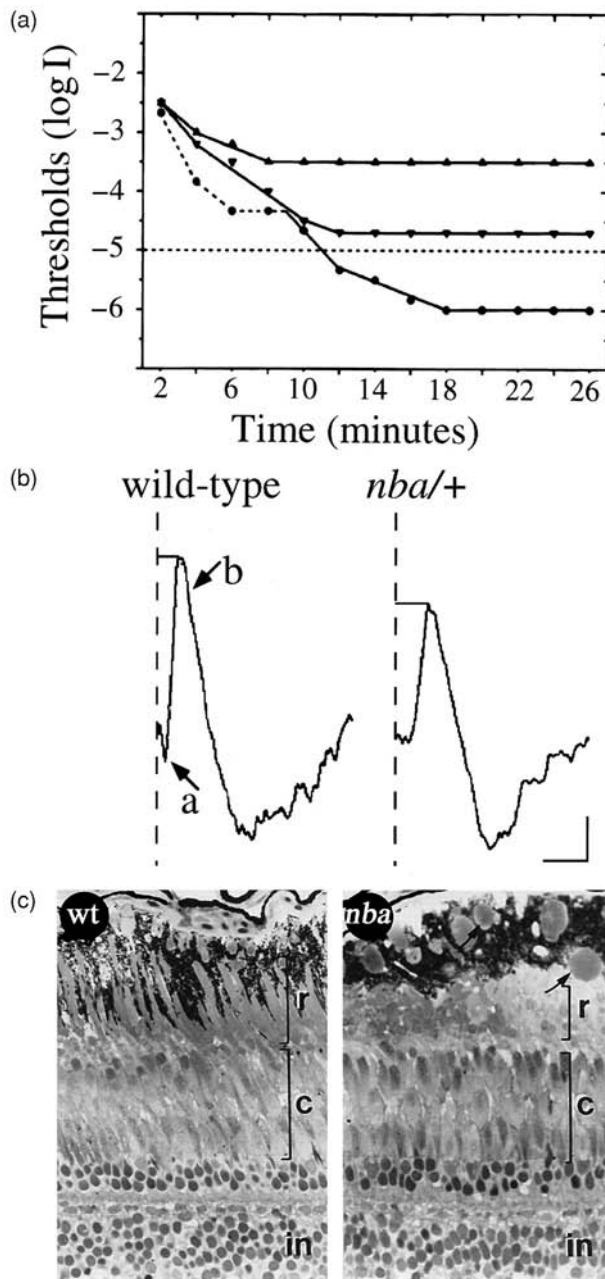 (a)
−2
−3
−4
−5
−6
Thresholds (log I)
2 6 10 14 18 22 26
Time (minutes)
(b)
wild-type nba/+
b
a
(c)
wt nba
r r
c c
in in